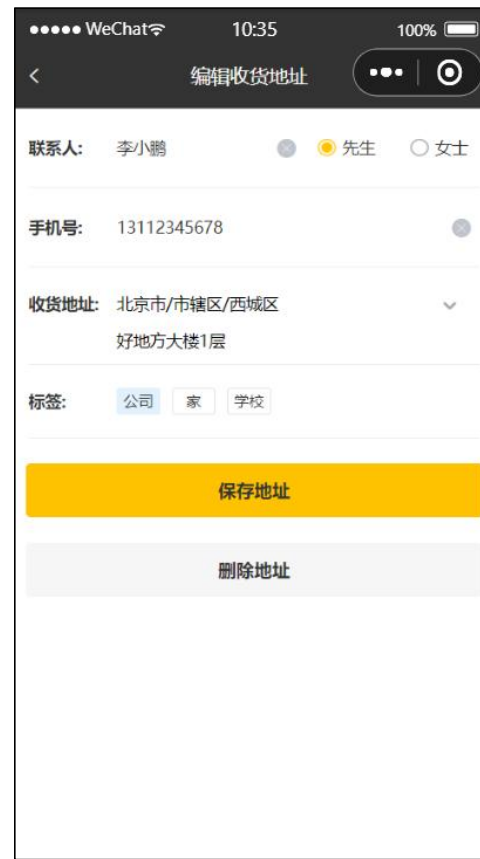 WeChat 10:35 100%
编辑收货地址
联系人: 李小鹏 先生 女士
手机号: 13112345678
收货地址: 北京市/市辖区/西城区
好地方大楼1层
标签: 公司 家 学校
保存地址
删除地址